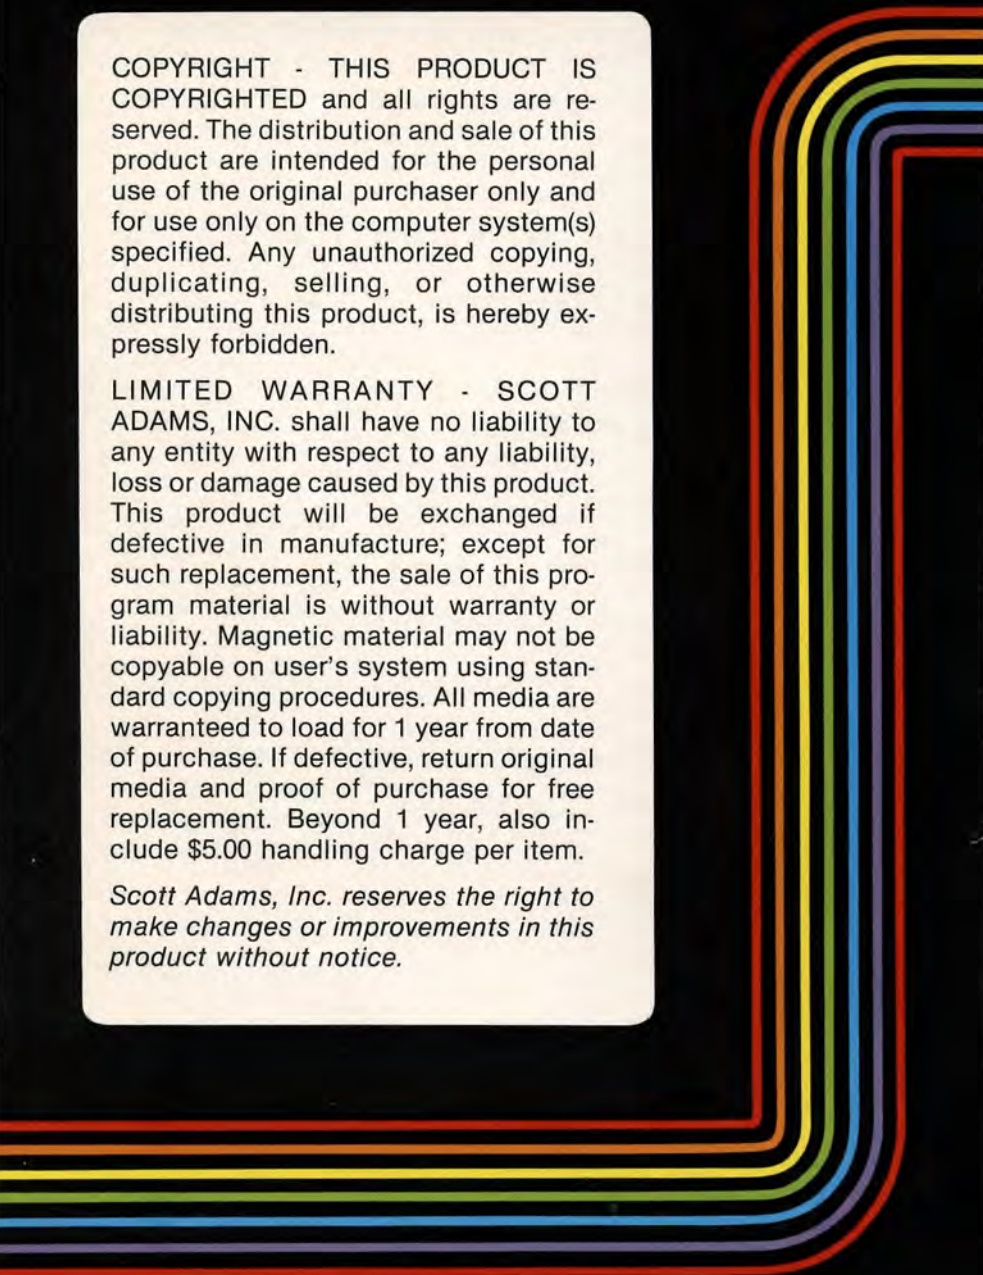 COPYRIGHT - THIS PRODUCT IS
COPYRIGHTED and all rights are re-
served. The distribution and sale of this
product are intended for the personal
use of the original purchaser only and
for use only on the computer system(s)
specified. Any unauthorized copying,
duplicating, selling, or otherwise
distributing this product, is hereby ex-
pressly forbidden.
LIMITED WARRANTY - SCOTT
ADAMS, INC. shall have no liability to
any entity with respect to any liability,
loss or damage caused by this product.
This product will be exchanged if
defective in manufacture; except for
such replacement, the sale of this pro-
gram material is without warranty or
liability. Magnetic material may not be
copyable on user's system using stan-
dard copying procedures. All media are
warranteed to load for 1 year from date
of purchase. If defective, return original
media and proof of purchase for free
replacement. Beyond 1 year, also in-
clude $5.00 handling charge per item.
Scott Adams, Inc. reserves the right to
make changes or improvements in this
product without notice.